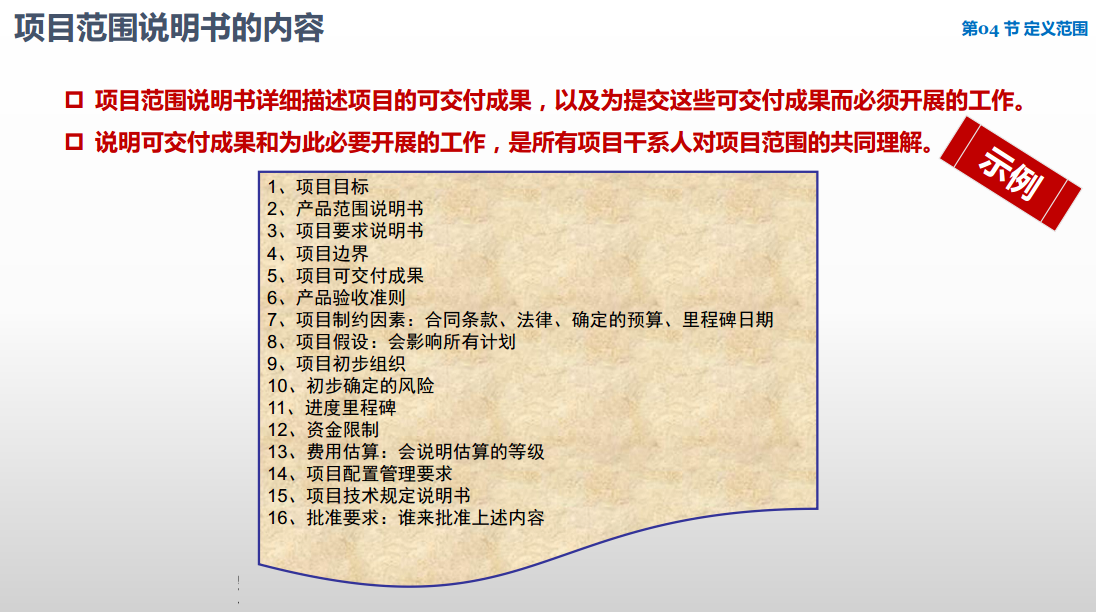 项目范围说明书的内容
第04 节 定义范围
项目范围说明书详细描述项目的可交付成果，以及为提交这些可交付成果而必须开展的工作。
说明可交付成果和为此必要开展的工作，是所有项目干系人对项目范围的共同理解。
示例
1、项目目标
2、产品范围说明书
3、项目要求说明书
4、项目边界
5、项目可交付成果
6、产品验收准则
7、项目制约因素：合同条款、法律、确定的预算、里程碑日期
8、项目假设：会影响所有计划
9、项目初步组织
10、初步确定的风险
11、进度里程碑
12、资金限制
13、费用估算：会说明估算的等级
14、项目配置管理要求
15、项目技术规定说明书
16、批准要求：谁来批准上述内容